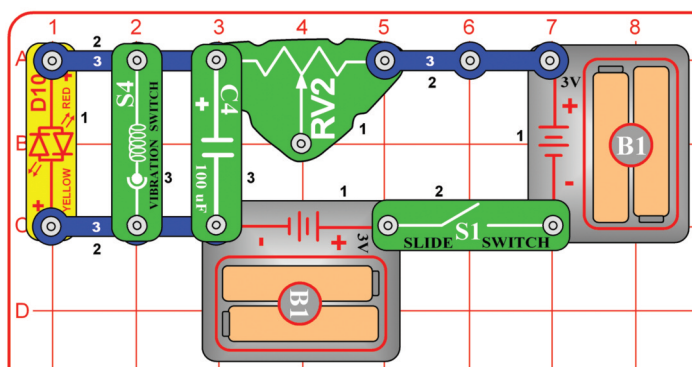 1 2 3 4 5 6 7 8
A
B
C
D
2
3
D10
RED
+
1
YELLOW
+
3
2
S4
VIBRATION SWITCH
3
3
+
C4
100 uF
3
RV2
1
3
2
3V
+
1
-
B1
1
-
+
3V
B1
2
S1
SLIDE SWITCH